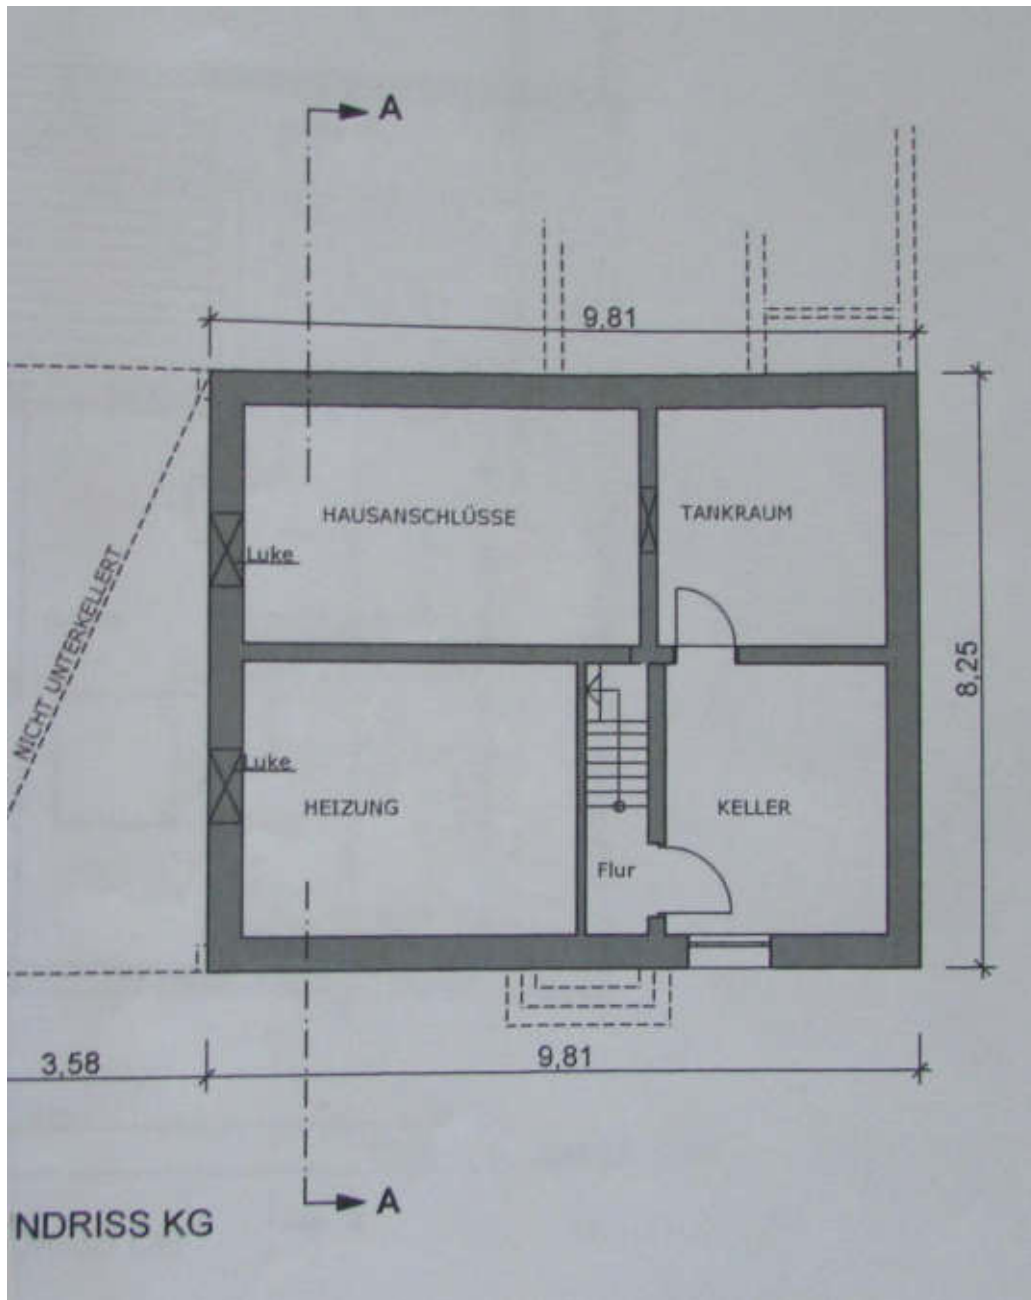 A
9,81
HAUSANSCHLÜSSE
TANKRAUM
Luke
NICHT UNTERKELLERT
8,25
Luke
HEIZUNG
KELLER
Flur
3,58
9,81
A
NDRISS KG